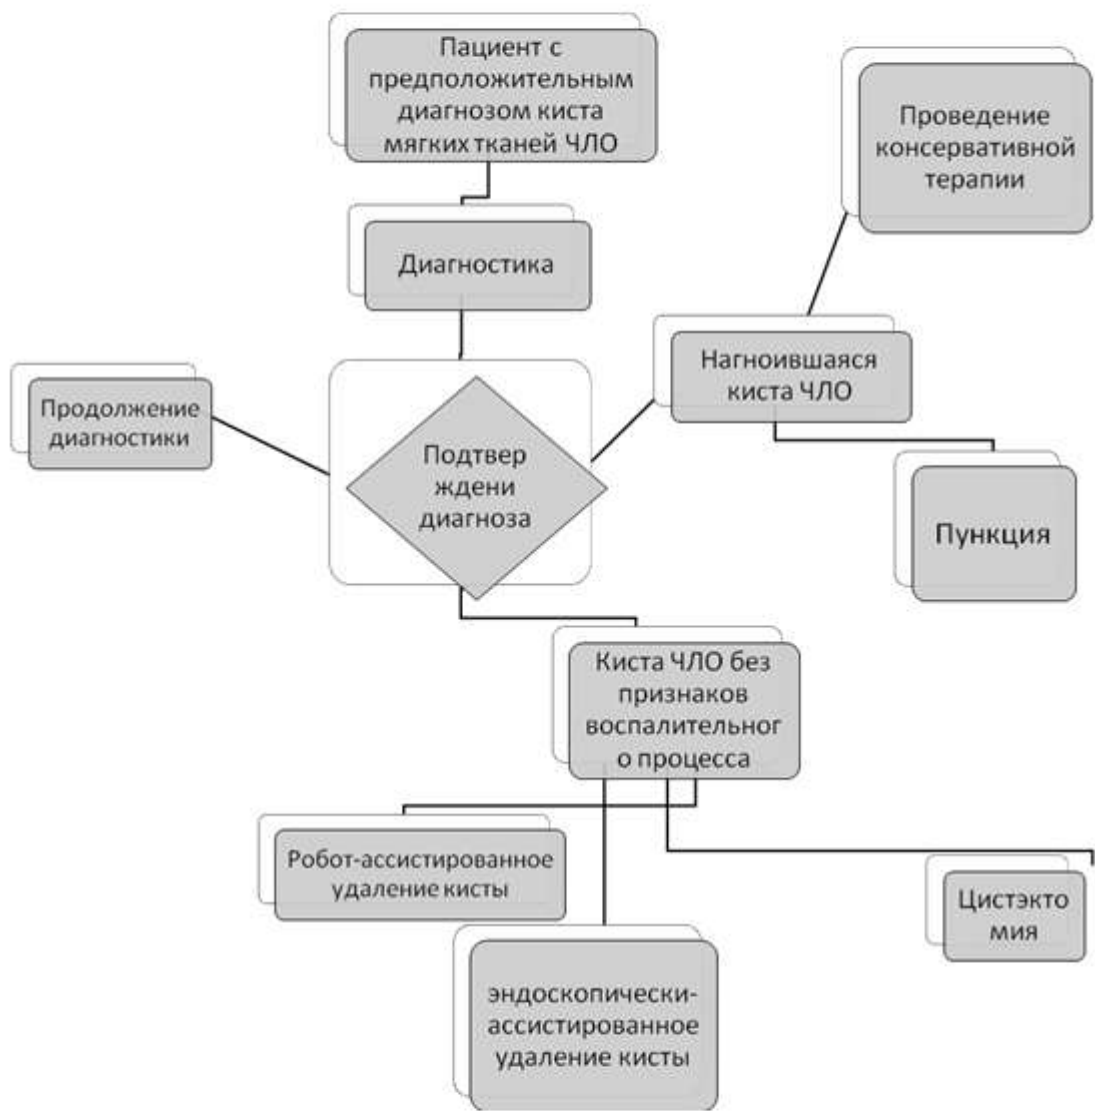 Пациент с
предположительным
диагнозом киста
мягких тканей ЧЛО
Проведение
консервативной
терапии
Диагностика
Нагноившаяся
киста ЧЛО
Продолжение
диагностики
Подтвер
ждени
диагноза
Пункция
Киста ЧЛО без
признаков
воспалительног
о процесса
Робот-ассистированное
удаление кисты
Цистэкто
мия
эндоскопически-
ассистированное
удаление кисты